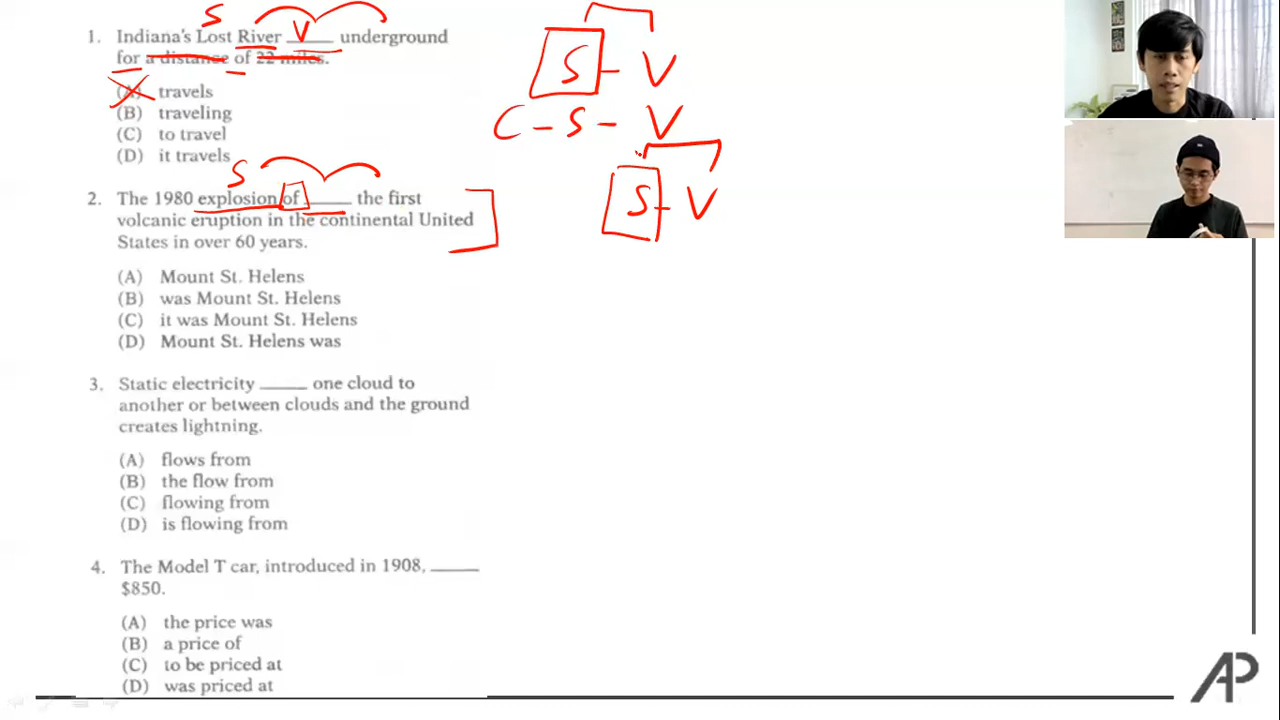 1. Indiana's Lost River _____ underground
for a distance of 22 miles.
(A) travels
(B) traveling
(C) to travel
(D) it travels
2. The 1980 explosion of _____ the first
volcanic eruption in the continental United
States in over 60 years.
(A) Mount St. Helens
(B) was Mount St. Helens
(C) it was Mount St. Helens
(D) Mount St. Helens was
3. Static electricity _____ one cloud to
another or between clouds and the ground
creates lightning.
(A) flows from
(B) the flow from
(C) flowing from
(D) is flowing from
4. The Model T car, introduced in 1908, _____
$850.
(A) the price was
(B) a price of
(C) to be priced at
(D) was priced at
S
V
S
S - V
C - S - V
S - V
AP